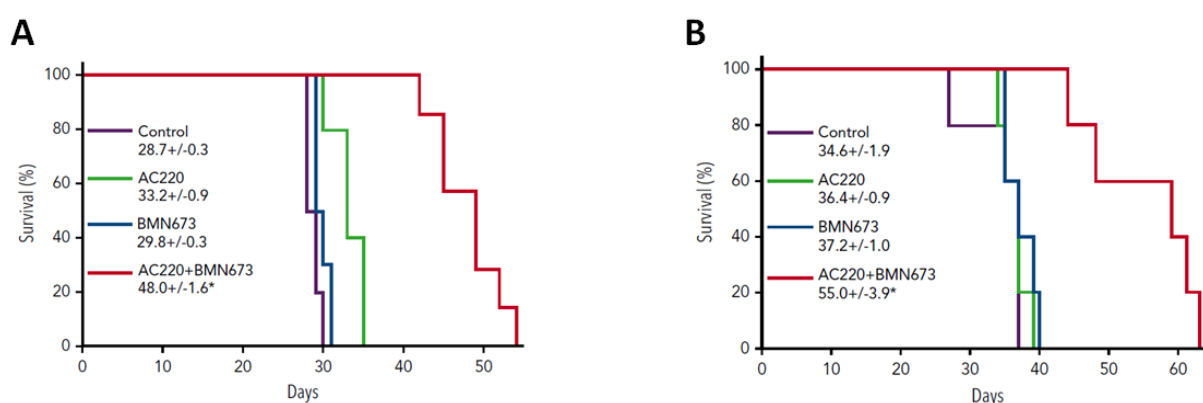 A
Survival (%)
100
80
60
40
20
0
Control
28.7+/-0.3
AC220
33.2+/-0.9
BMN673
29.8+/-0.3
AC220+BMN673
48.0+/-1.6*
0 10 20 30 40 50
Days
B
Survival (%)
100
80
60
40
20
0
Control
34.6+/-1.9
AC220
36.4+/-0.9
BMN673
37.2+/-1.0
AC220+BMN673
55.0+/-3.9*
0 10 20 30 40 50 60
Days